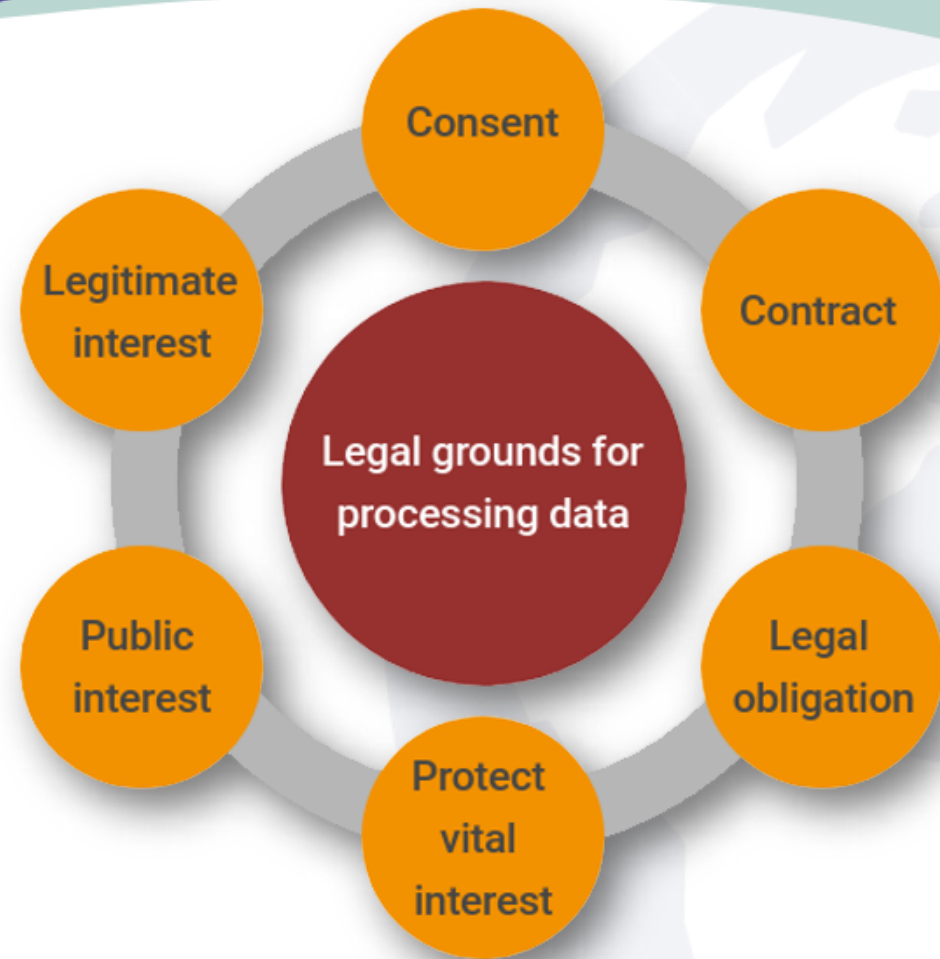 Consent
Contract
Legal
obligation
Protect
vital
interest
Public
interest
Legitimate
interest
Legal grounds for
processing data